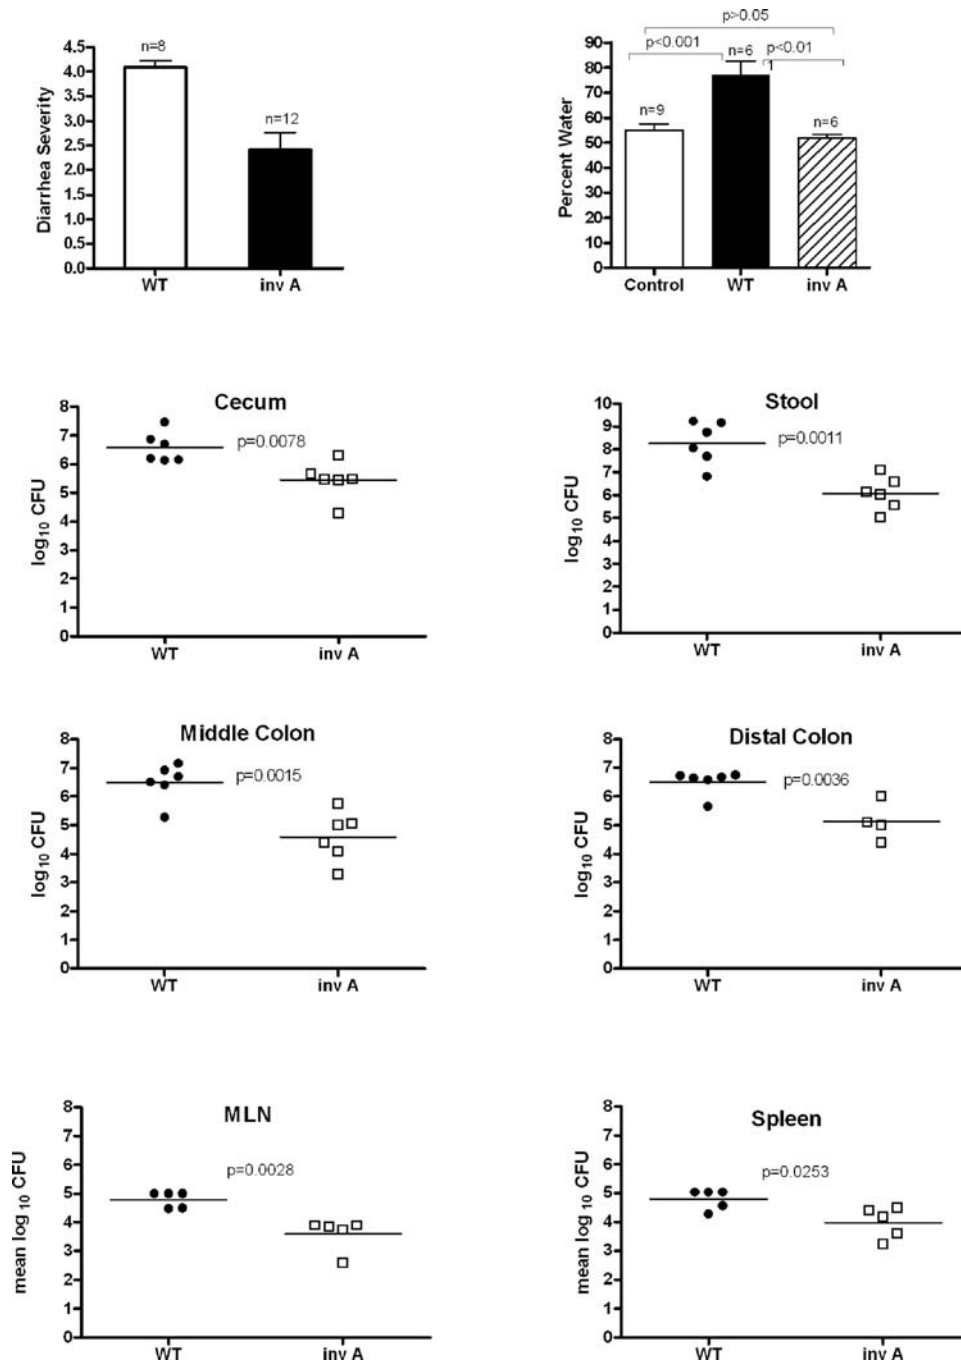 p>0.05
4.5
4.0
3.5
3.0
2.5
2.0
1.5
1.0
0.5
0.0
Diarrhea Severity
n=8
n=12
WT
inv A
90
80
70
60
50
40
30
20
10
0
Percent Water
p<0.001
n=6
p<0.01
n=9
n=6
Control
WT
inv A
Cecum
8
7
6
5
4
3
2
1
0
log10 CFU
p=0.0078
WT
inv A
Stool
10
9
8
7
6
5
4
3
2
1
0
log10 CFU
p=0.0011
WT
inv A
Middle Colon
8
7
6
5
4
3
2
1
0
log10 CFU
p=0.0015
WT
inv A
Distal Colon
8
7
6
5
4
3
2
1
0
log10 CFU
p=0.0036
WT
inv A
MLN
8
7
6
5
4
3
2
1
0
mean log 10 CFU
p=0.0028
WT
inv A
Spleen
8
7
6
5
4
3
2
1
0
mean log 10 CFU
p=0.0253
WT
inv A